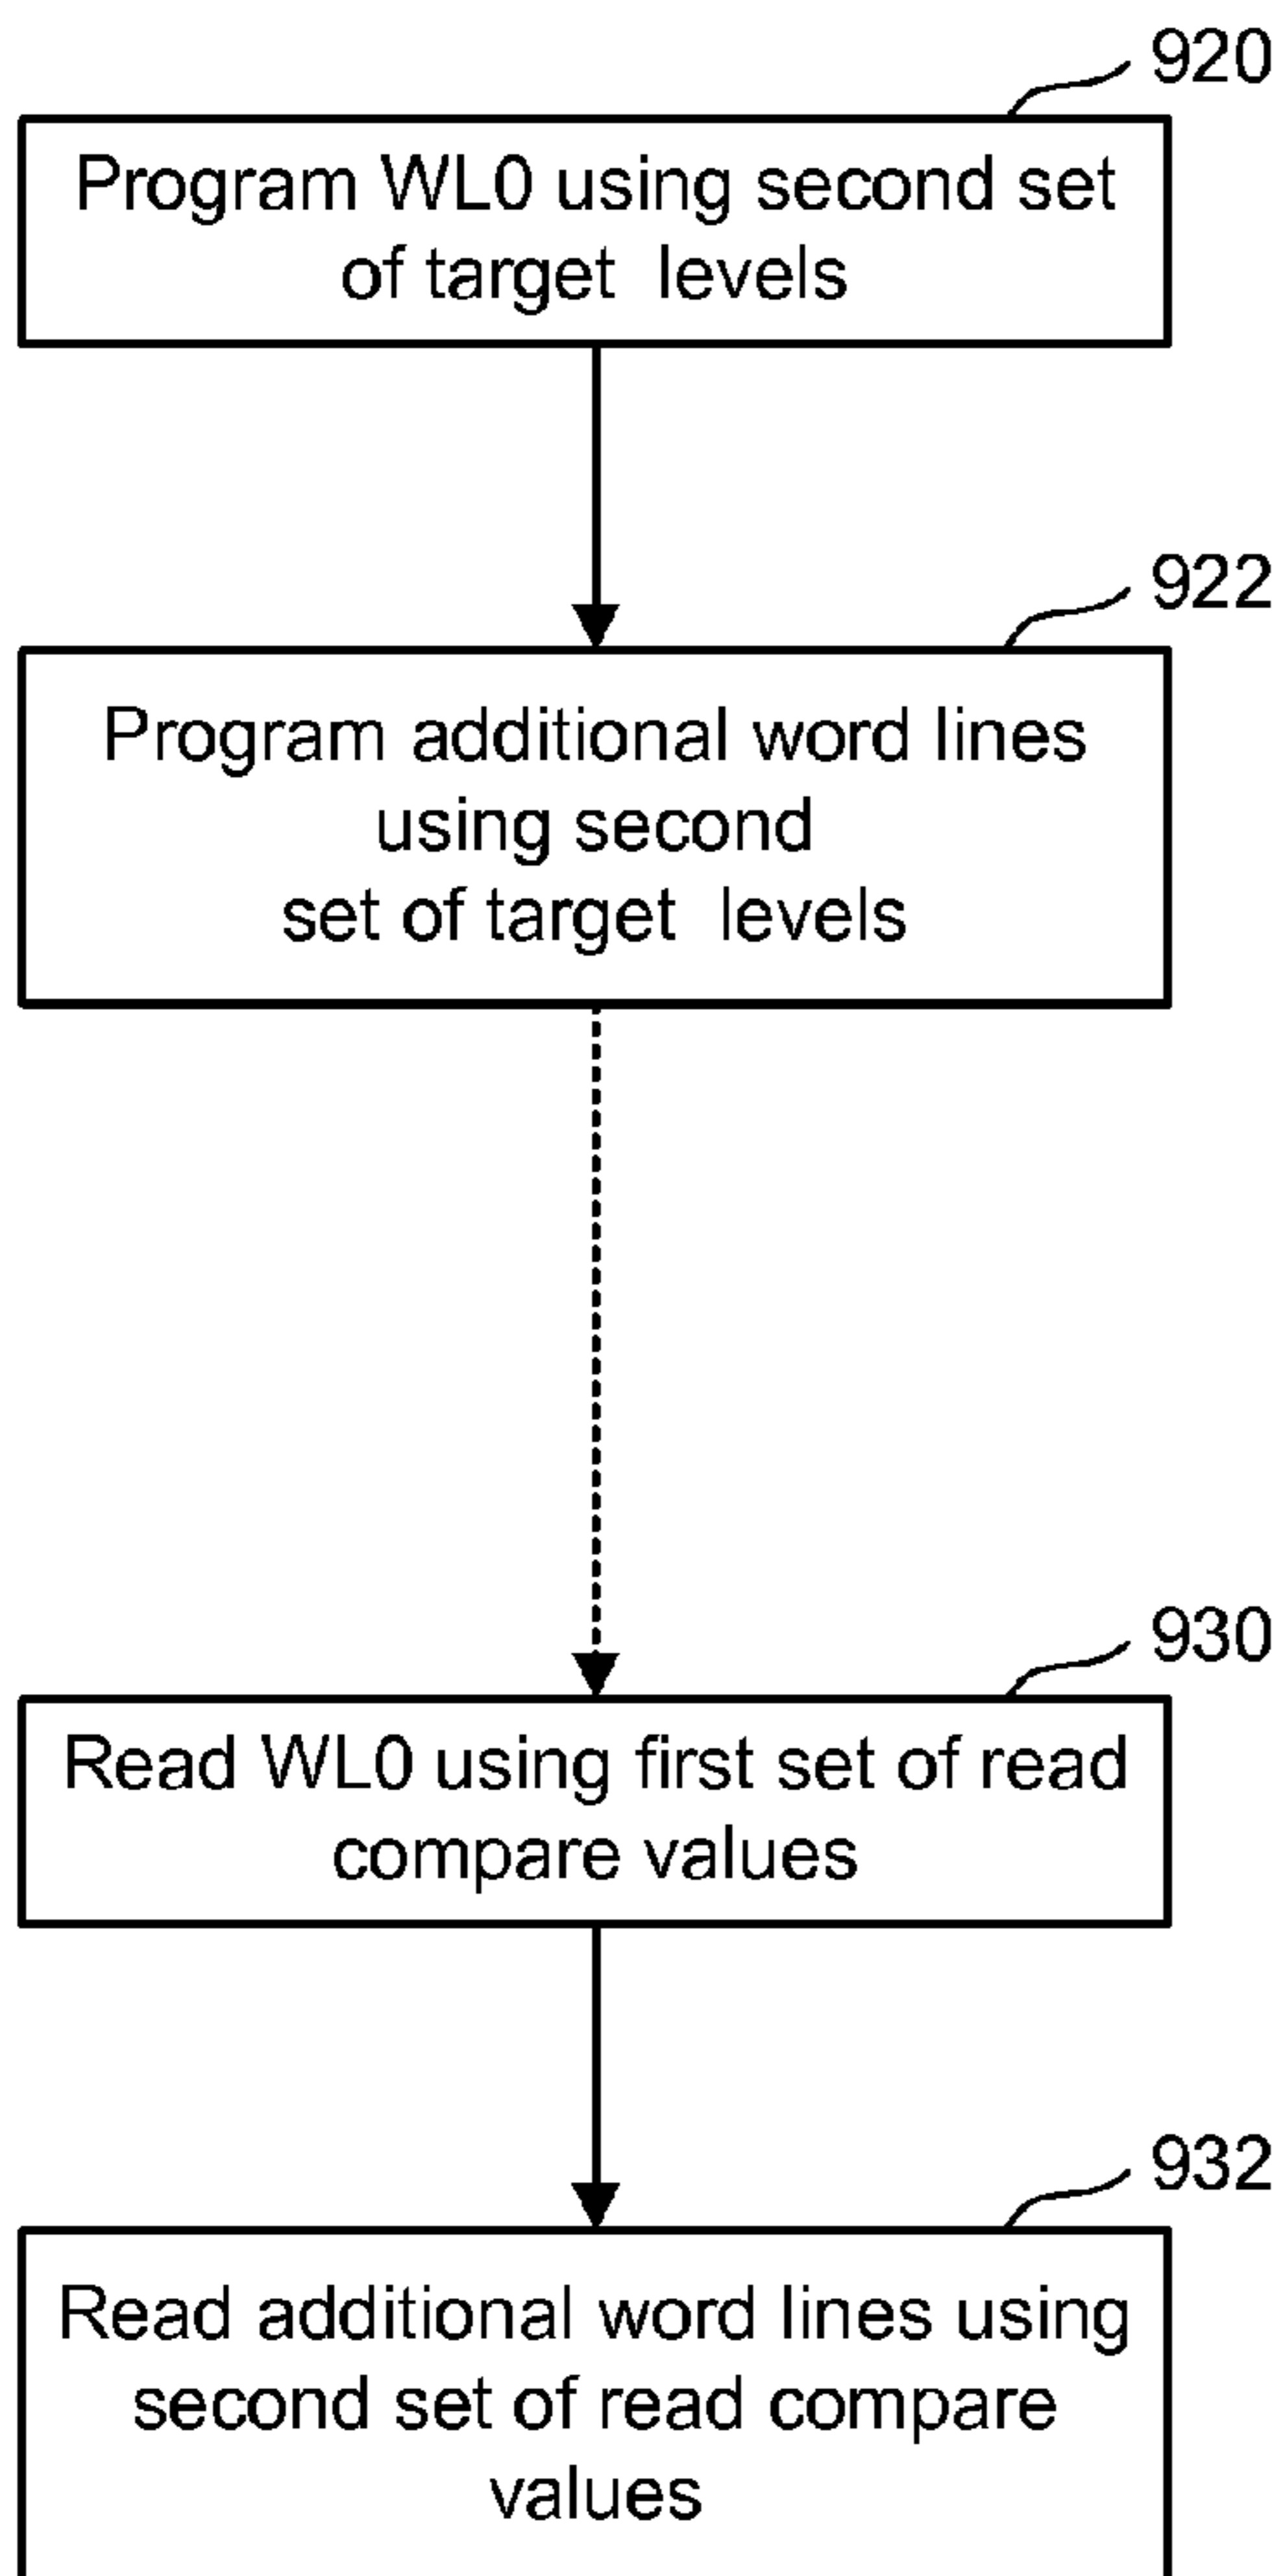 920
Program WL0 using second set
of target levels
922
Program additional word lines
using second
set of target levels
930
Read WL0 using first set of read
compare values
932
Read additional word lines using
second set of read compare
values